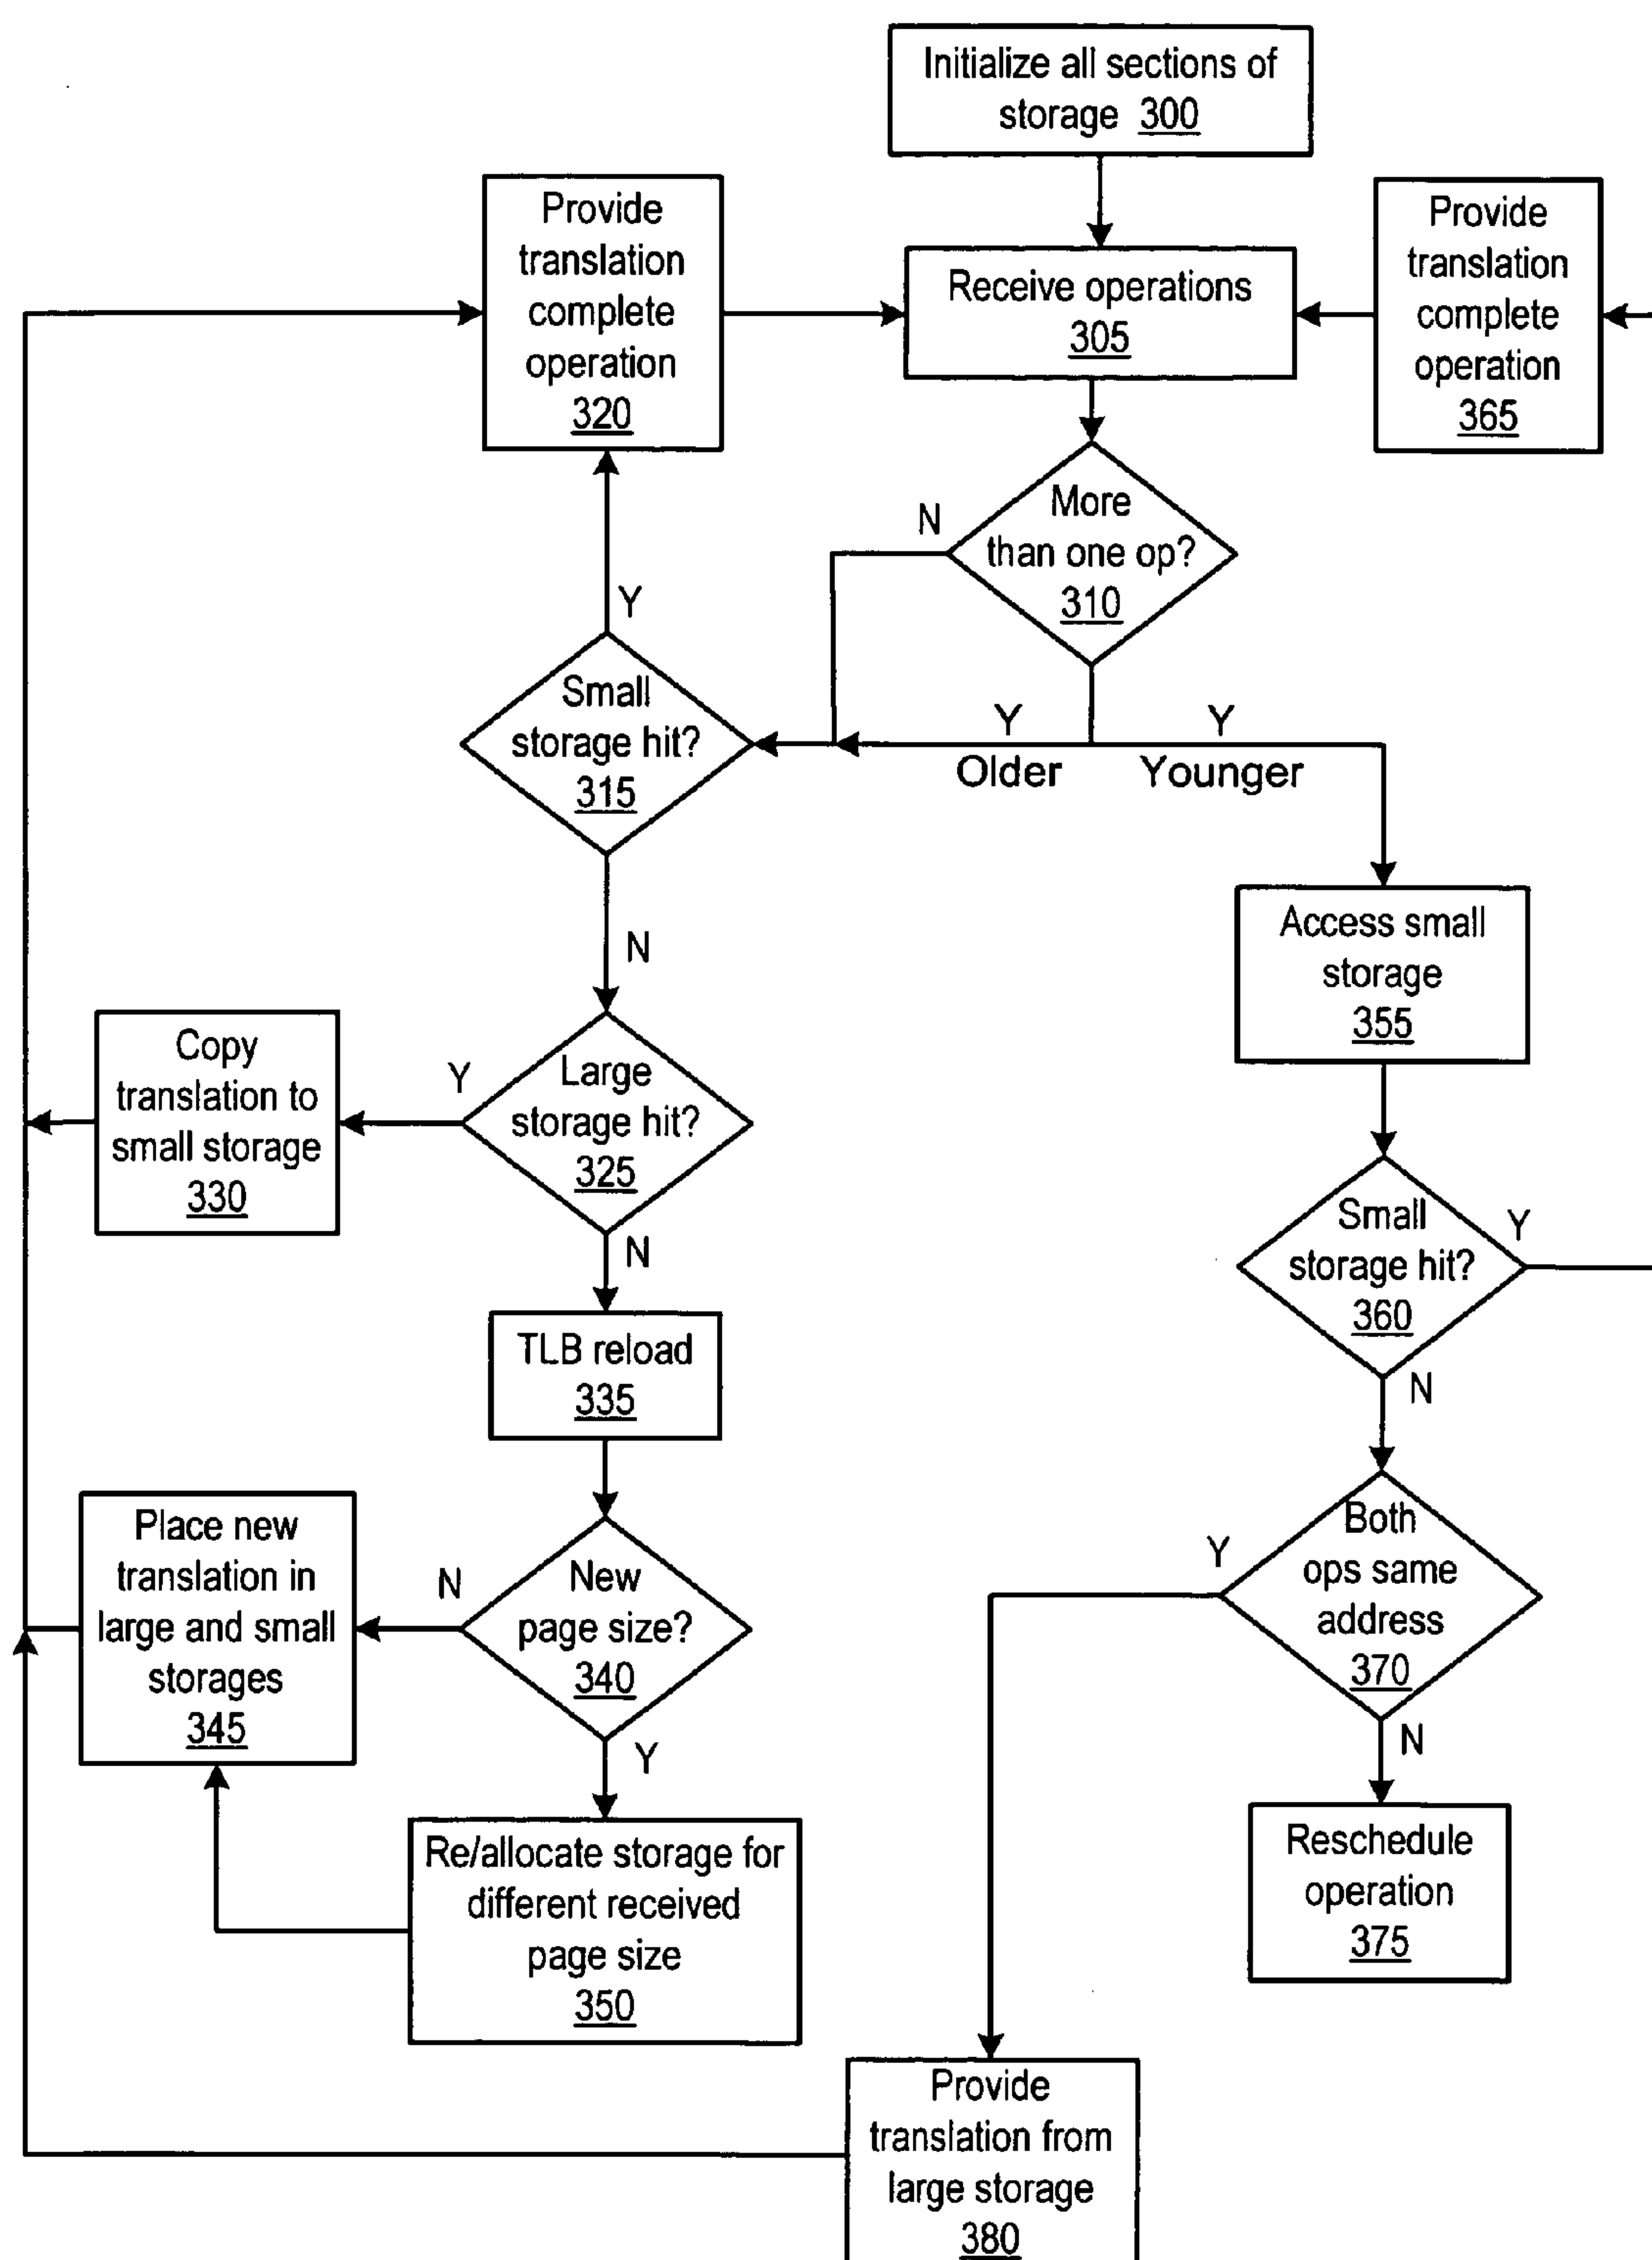 Initialize all sections of
storage 300
Provide
translation
complete
operation
320
Receive operations
305
Provide
translation
complete
operation
365
More
than one op?
310
N
Y
Small
storage hit?
315
Y
Older
Y
Younger
N
Access small
storage
355
Copy
translation to
small storage
330
Y
Large
storage hit?
325
N
Small
storage hit?
360
Y
N
TLB reload
335
Place new
translation in
large and small
storages
345
N
New
page size?
340
Y
Both
ops same
address
370
Y
N
Re/allocate storage for
different received
page size
350
Reschedule
operation
375
Provide
translation from
large storage
380